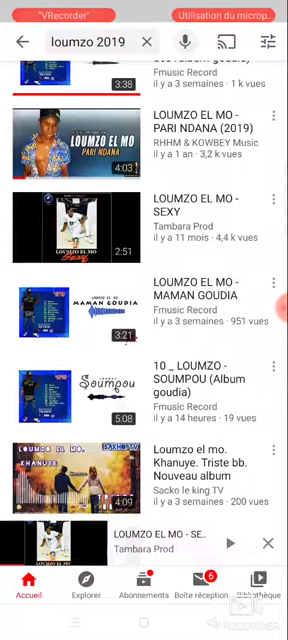 "VRecorder"
Utilisation du microp..
loumzo 2019
3:38
Fmusic Record
il y a 3 semaines · 1 k vues
LOUMZO EL MO
PARI NDANA
4:03
LOUMZO EL MO -
PARI NDANA (2019)
RHHM & KOWBEY Music
il y a 1 an · 3,2 k vues
LOUMZO EL MO
Sexy
2:51
LOUMZO EL MO -
SEXY
Tambara Prod
il y a 11 mois · 4,4 k vues
LOUMZO EL MO
MAMAN GOUDIA
3:21
LOUMZO EL MO -
MAMAN GOUDIA
Fmusic Record
il y a 3 semaines · 951 vues
Soumpou
5:08
10 _ LOUMZO -
SOUMPOU (Album
goudia)
Fmusic Record
il y a 14 heures · 19 vues
LOUMZO EL MO. KHANUYE.
SAKHO TV
4:09
Loumzo el mo.
Khanuye. Triste bb.
Nouveau album
Sacko le king TV
il y a 3 semaines · 200 vues
LOUMZO EL MO - SE..
Tambara Prod
6
Accueil
Explorer
Abonnements
Boîte réception
Bibliothèque
RECORDER